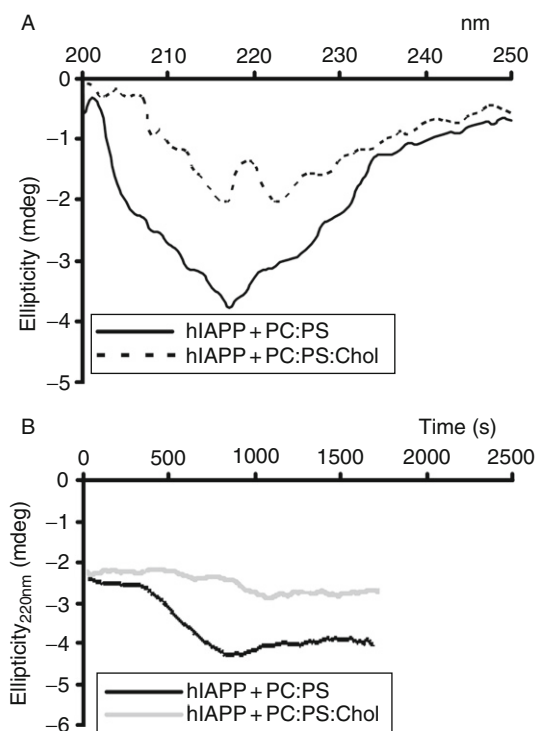 A
nm
200 210 220 230 240 250
0
−1
−2
−3
−4
−5
Ellipticity (mdeg)
hIAPP + PC:PS
hIAPP + PC:PS:Chol
B
Time (s)
0 500 1000 1500 2000 2500
0
−1
−2
−3
−4
−5
−6
Ellipticity220nm (mdeg)
hIAPP + PC:PS
hIAPP + PC:PS:Chol